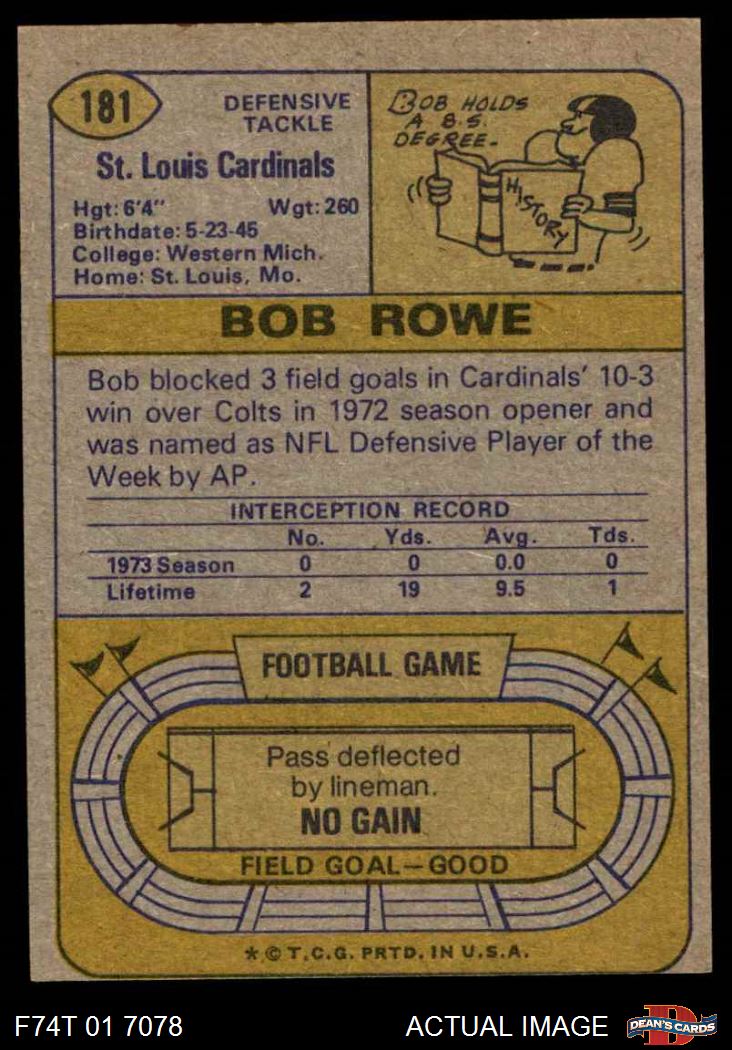 181
DEFENSIVE
TACKLE
St. Louis Cardinals
Hgt: 6'4" Wgt: 260
Birthdate: 5-23-45
College: Western Mich.
Home: St. Louis, Mo.
BOB HOLDS
A B.S.
DEGREE.
HISTORY
BOB ROWE
Bob blocked 3 field goals in Cardinals' 10-3
win over Colts in 1972 season opener and
was named as NFL Defensive Player of the
Week by AP.
INTERCEPTION RECORD
No. Yds. Avg. Tds.
1973 Season 0 0 0.0 0
Lifetime 2 19 9.5 1
FOOTBALL GAME
Pass deflected
by lineman.
NO GAIN
FIELD GOAL—GOOD
* © T.C.G. PRTD. IN U.S.A.
F74T 01 7078 ACTUAL IMAGE
D
DEAN'S CARDS